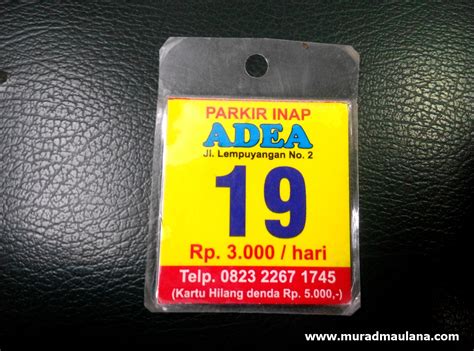 PARKIR INAP
ADEA
Jl. Lempuyangan No. 2
19
Rp. 3.000 / hari
Telp. 0823 2267 1745
(Kartu Hilang denda Rp. 5.000,-)
www.muradmaulana.com